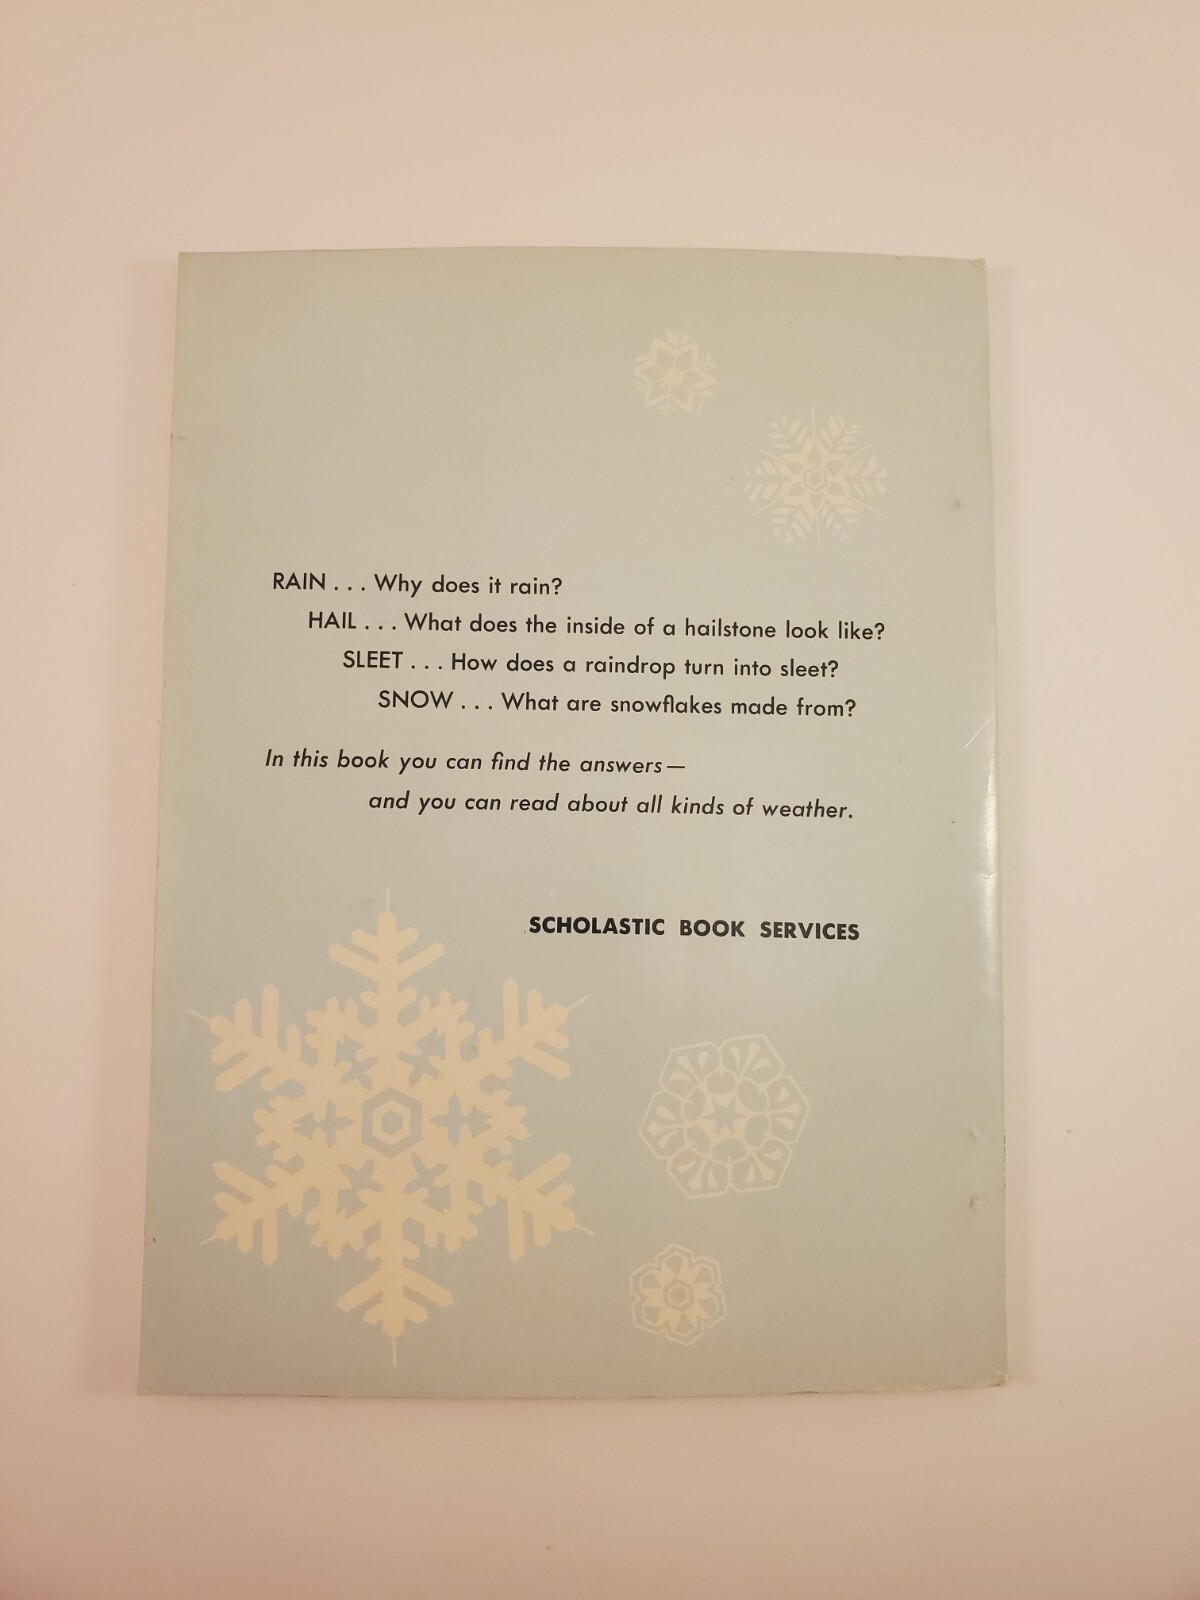 RAIN . . . Why does it rain?
HAIL . . . What does the inside of a hailstone look like?
SLEET . . . How does a raindrop turn into sleet?
SNOW . . . What are snowflakes made from?
In this book you can find the answers—
and you can read about all kinds of weather.
SCHOLASTIC BOOK SERVICES